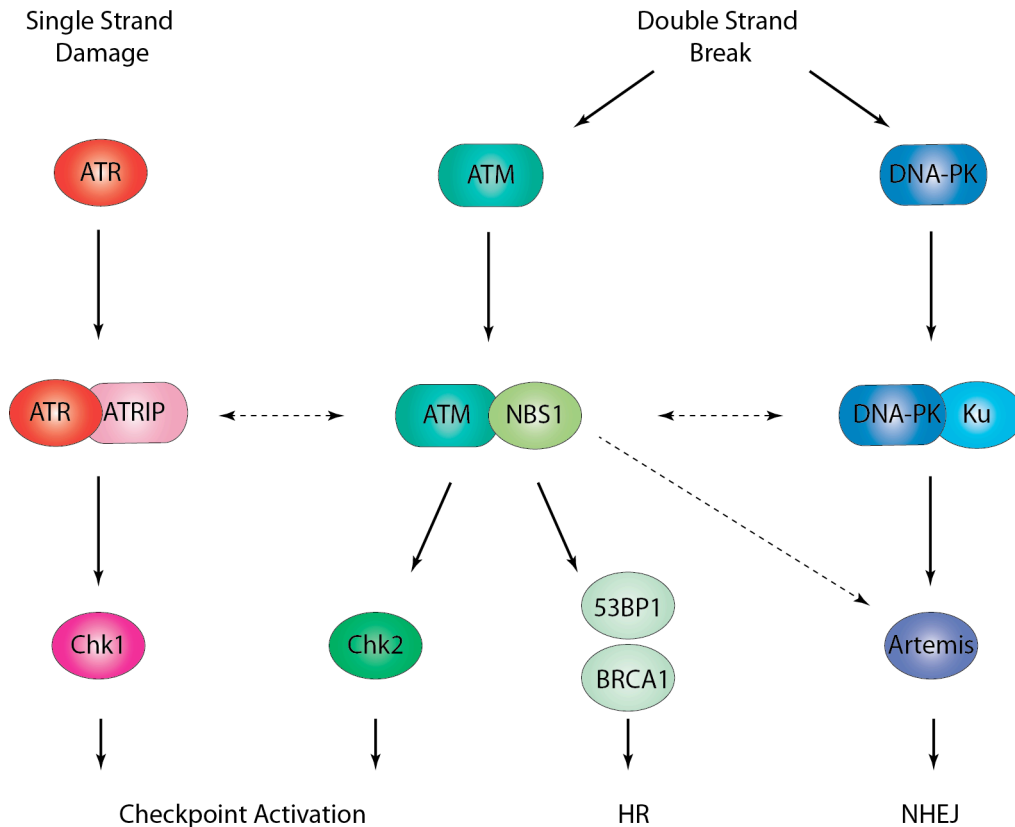 Single Strand
Damage
Double Strand
Break
ATR
ATM
DNA-PK
ATR
ATRIP
ATM
NBS1
DNA-PK
Ku
Chk1
Chk2
53BP1
BRCA1
Artemis
Checkpoint Activation
HR
NHEJ